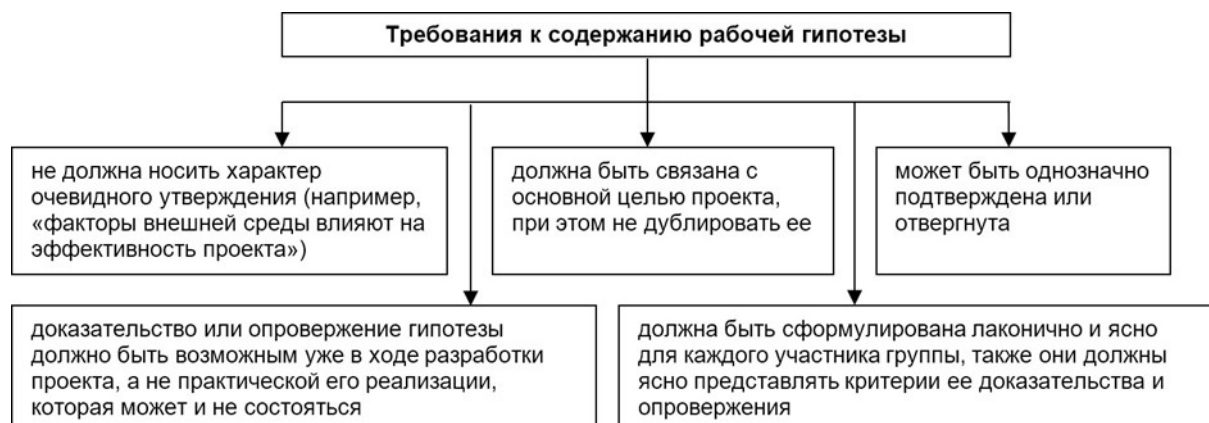 Требования к содержанию рабочей гипотезы
не должна носить характер
очевидного утверждения (например,
«факторы внешней среды влияют на
эффективность проекта»)
должна быть связана с
основной целью проекта,
при этом не дублировать ее
может быть однозначно
подтверждена или
отвергнута
доказательство или опровержение гипотезы
должно быть возможным уже в ходе разработки
проекта, а не практической его реализации,
которая может и не состояться
должна быть сформулирована лаконично и ясно
для каждого участника группы, также они должны
ясно представлять критерии ее доказательства и
опровержения